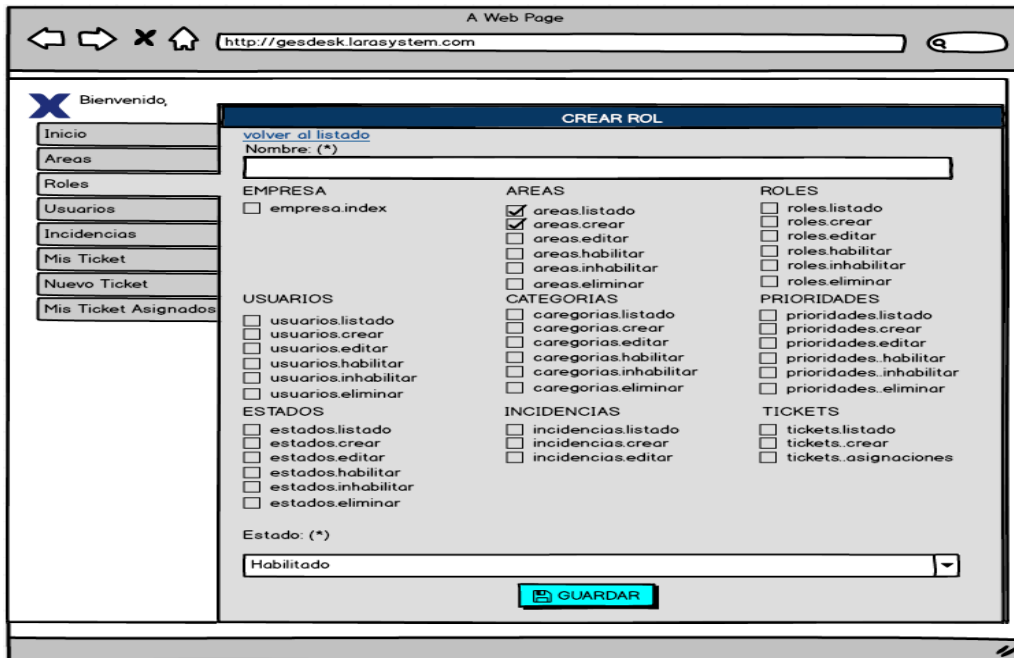 A Web Page
http://gesdesk.larasystem.com
Bienvenido,
Inicio
Areas
Roles
Usuarios
Incidencias
Mis Ticket
Nuevo Ticket
Mis Ticket Asignados
CREAR ROL
volver al listado
Nombre: (*)
EMPRESA
empresa.index
AREAS
areas.listado
areas.crear
areas.editar
areas.habilitar
areas.inhabilitar
areas.eliminar
ROLES
roles.listado
roles.crear
roles.editar
roles.habilitar
roles.inhabilitar
roles.eliminar
USUARIOS
usuarios.listado
usuarios.crear
usuarios.editar
usuarios.habilitar
usuarios.inhabilitar
usuarios.eliminar
CATEGORIAS
caregorias.listado
caregorias.crear
caregorias.editar
caregorias.habilitar
caregorias.inhabilitar
caregorias.eliminar
PRIORIDADES
prioridades.listado
prioridades.crear
prioridades.editar
prioridades..habilitar
prioridades..inhabilitar
prioridades..eliminar
ESTADOS
estados.listado
estados.crear
estados.editar
estados.habilitar
estados.inhabilitar
estados.eliminar
INCIDENCIAS
incidencias.listado
incidencias.crear
incidencias.editar
TICKETS
tickets.listado
tickets..crear
tickets..asignaciones
Estado: (*)
Habilitado
GUARDAR